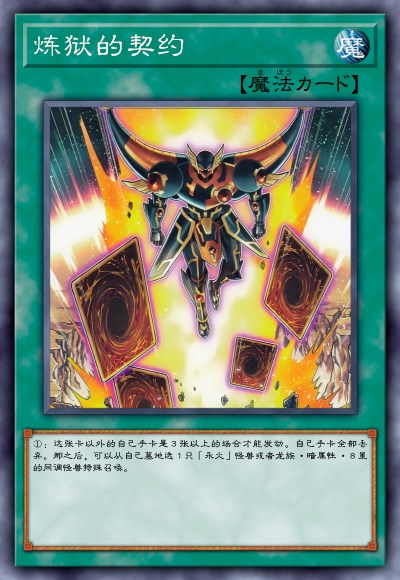 炼狱的契约
魔
【魔法カード】
ま ほう
①：这张卡以外的自己手卡是3张以上的场合才能发动。自己手卡全部丢
弃。那之后，可以从自己墓地选1只「永火」怪兽或者龙族·暗属性·8星
的同调怪兽特殊召唤。